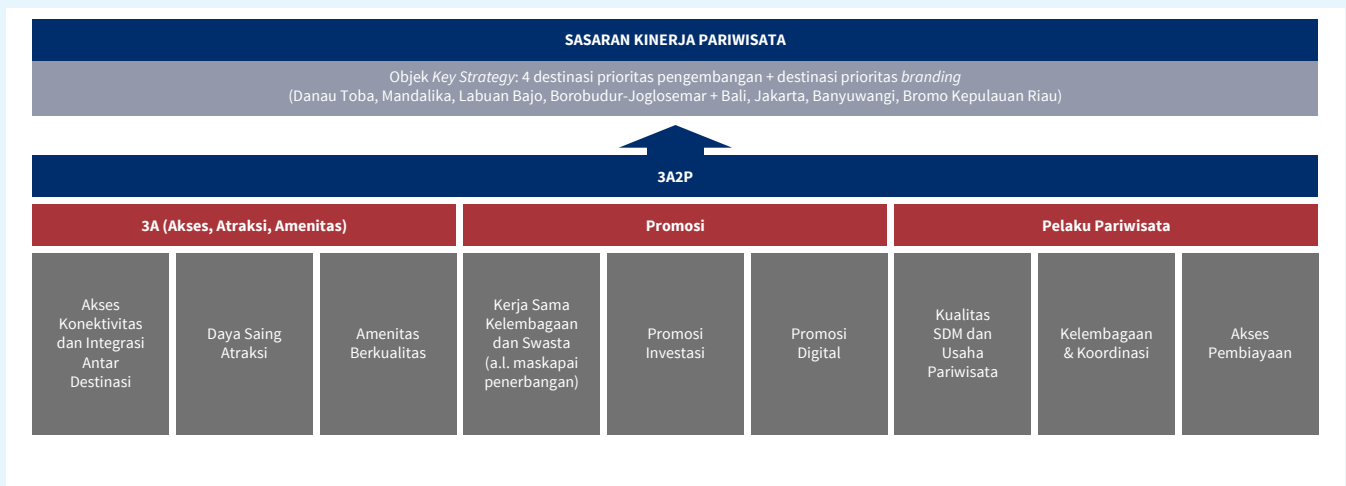 SASARAN KINERJA PARIWISATA
Objek Key Strategy: 4 destinasi prioritas pengembangan + destinasi prioritas branding
(Danau Toba, Mandalika, Labuan Bajo, Borobudur-Joglosemar + Bali, Jakarta, Banyuwangi, Bromo Kepulauan Riau)
3A2P
3A (Akses, Atraksi, Amenitas)
Akses
Konektivitas
dan Integrasi
Antar
Destinasi
Daya Saing
Atraksi
Amenitas
Berkualitas
Promosi
Kerja Sama
Kelembagaan
dan Swasta
(a.l. maskapai
penerbangan)
Promosi
Investasi
Promosi
Digital
Pelaku Pariwisata
Kualitas
SDM dan
Usaha
Pariwisata
Kelembagaan
& Koordinasi
Akses
Pembiayaan